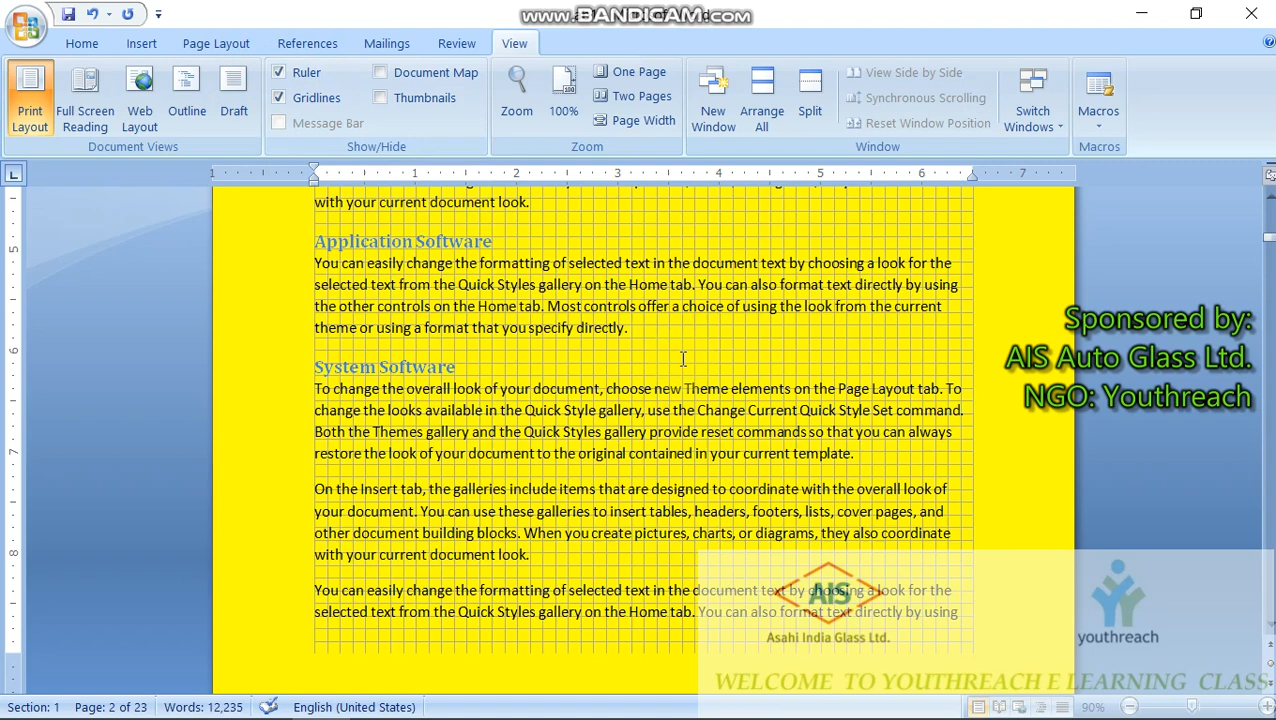 www.BANDICAM.com
Home Insert Page Layout References Mailings Review View
Print Layout
Full Screen Reading
Web Layout
Outline
Draft
Document Views
Ruler
Gridlines
Message Bar
Document Map
Thumbnails
Show/Hide
Zoom
100%
One Page
Two Pages
Page Width
Zoom
New Window
Arrange All
Split
View Side by Side
Synchronous Scrolling
Reset Window Position
Switch Windows
Window
Macros
Macros
1 1 2 3 4 5 6 7
with your current document look.
Application Software
You can easily change the formatting of selected text in the document text by choosing a look for the
selected text from the Quick Styles gallery on the Home tab. You can also format text directly by using
the other controls on the Home tab. Most controls offer a choice of using the look from the current
theme or using a format that you specify directly.
System Software
To change the overall look of your document, choose new Theme elements on the Page Layout tab. To
change the looks available in the Quick Style gallery, use the Change Current Quick Style Set command.
Both the Themes gallery and the Quick Styles gallery provide reset commands so that you can always
restore the look of your document to the original contained in your current template.
On the Insert tab, the galleries include items that are designed to coordinate with the overall look of
your document. You can use these galleries to insert tables, headers, footers, lists, cover pages, and
other document building blocks. When you create pictures, charts, or diagrams, they also coordinate
with your current document look.
You can easily change the formatting of selected text in the document text by choosing a look for the
selected text from the Quick Styles gallery on the Home tab. You can also format text directly by using
5
6
7
8
Sponsored by:
AIS Auto Glass Ltd.
NGO: Youthreach
AIS
Asahi India Glass Ltd.
youthreach
WELCOME TO YOUTHREACH E LEARNING CLASS
Section: 1 Page: 2 of 23 Words: 12,235 English (United States) 90%